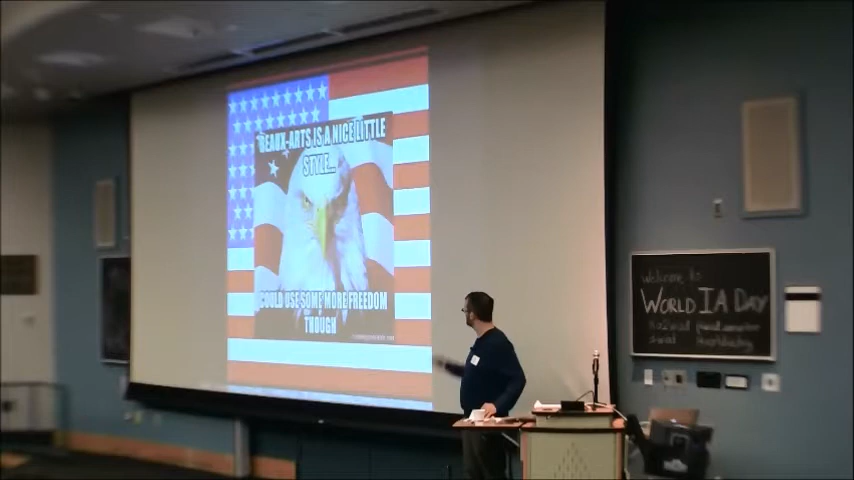 BEAUX-ARTS IS A NICE LITTLE
STYLE...
COULD USE SOME MORE FREEDOM
THOUGH
welcome to
WORLD IA DAY